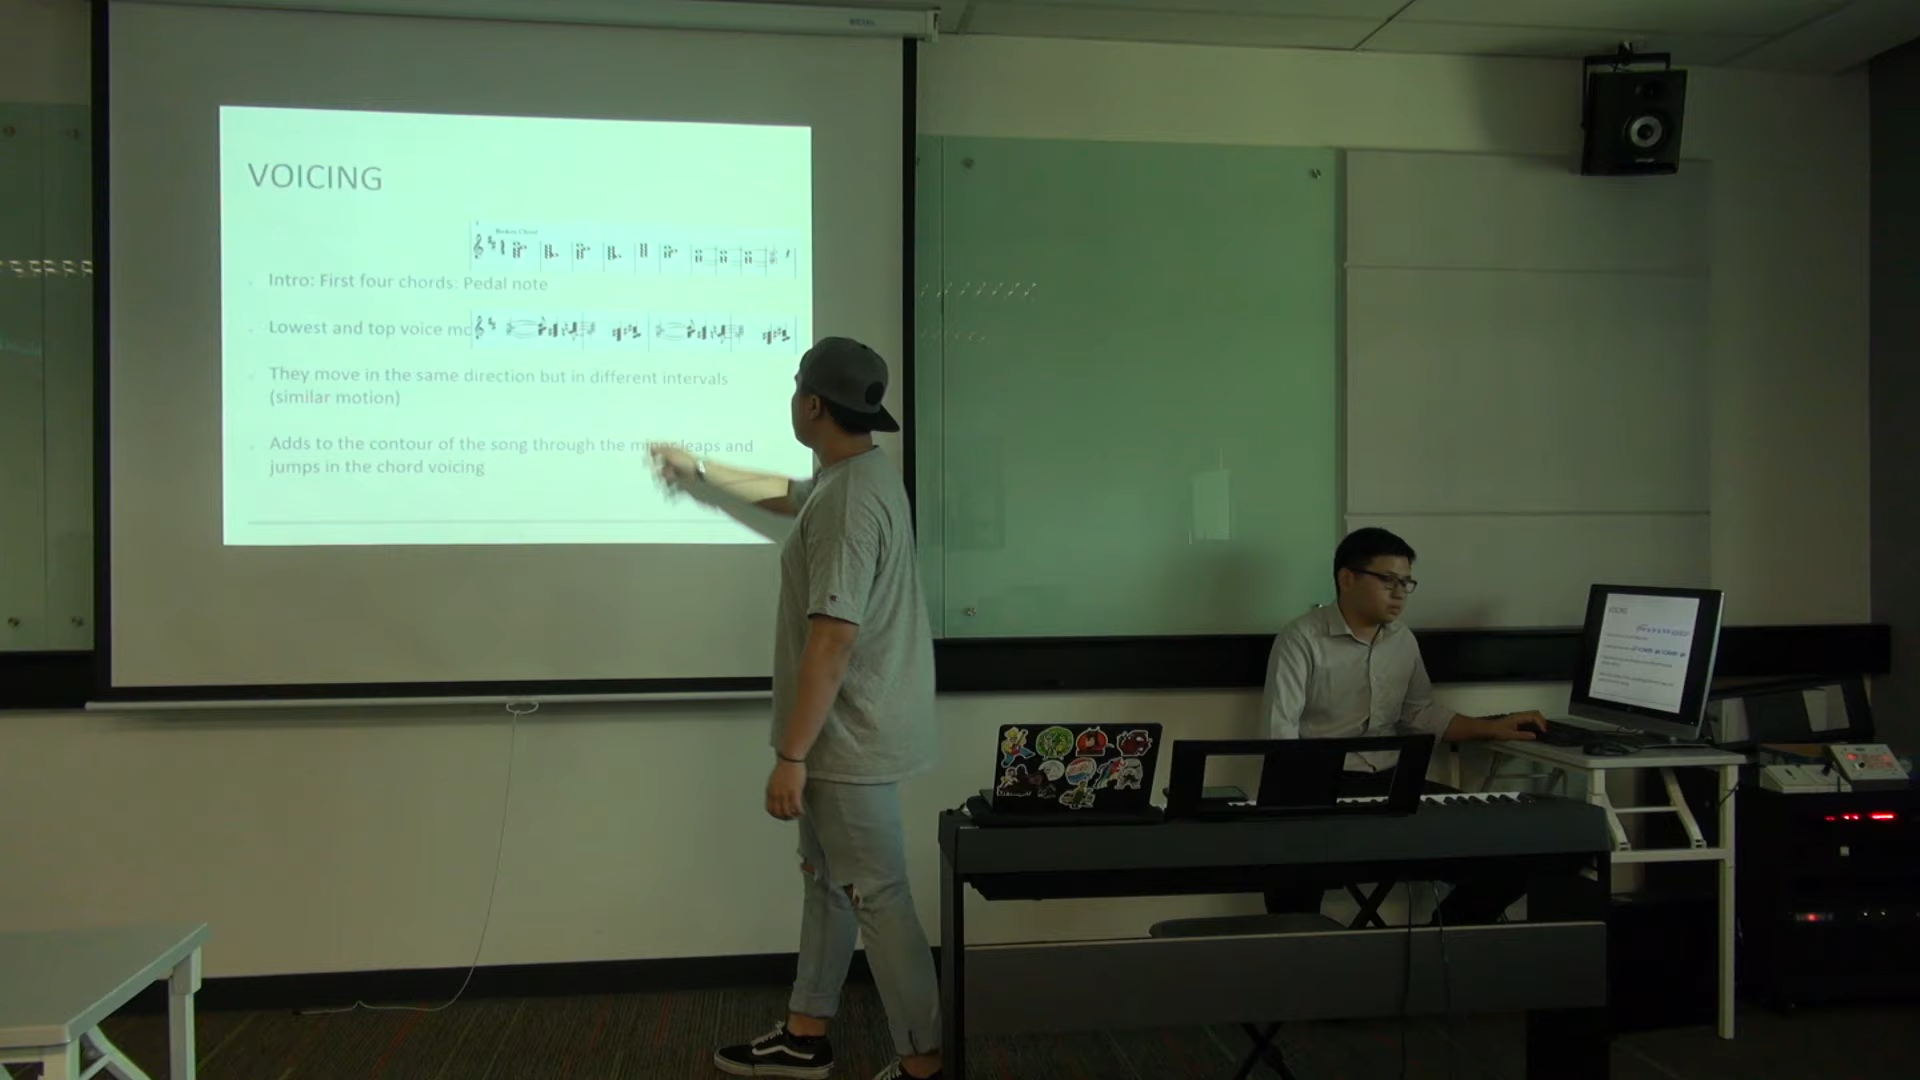 VOICING
Broken Chord
Intro: First four chords: Pedal note
Lowest and top voice mo
They move in the same direction but in different intervals
(similar motion)
Adds to the contour of the song through the minor leaps and
jumps in the chord voicing
VOICING